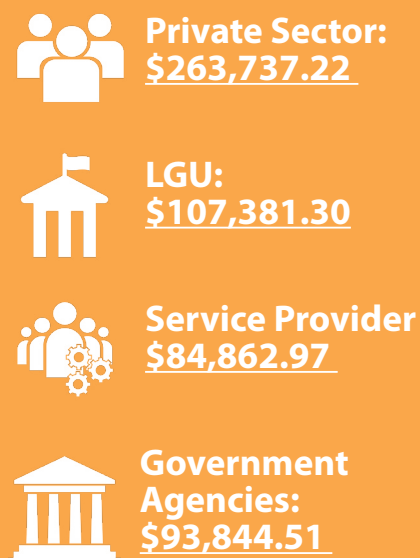 Private Sector:
$263,737.22
LGU:
$107,381.30
Service Provider
$84,862.97
Government
Agencies:
$93,844.51